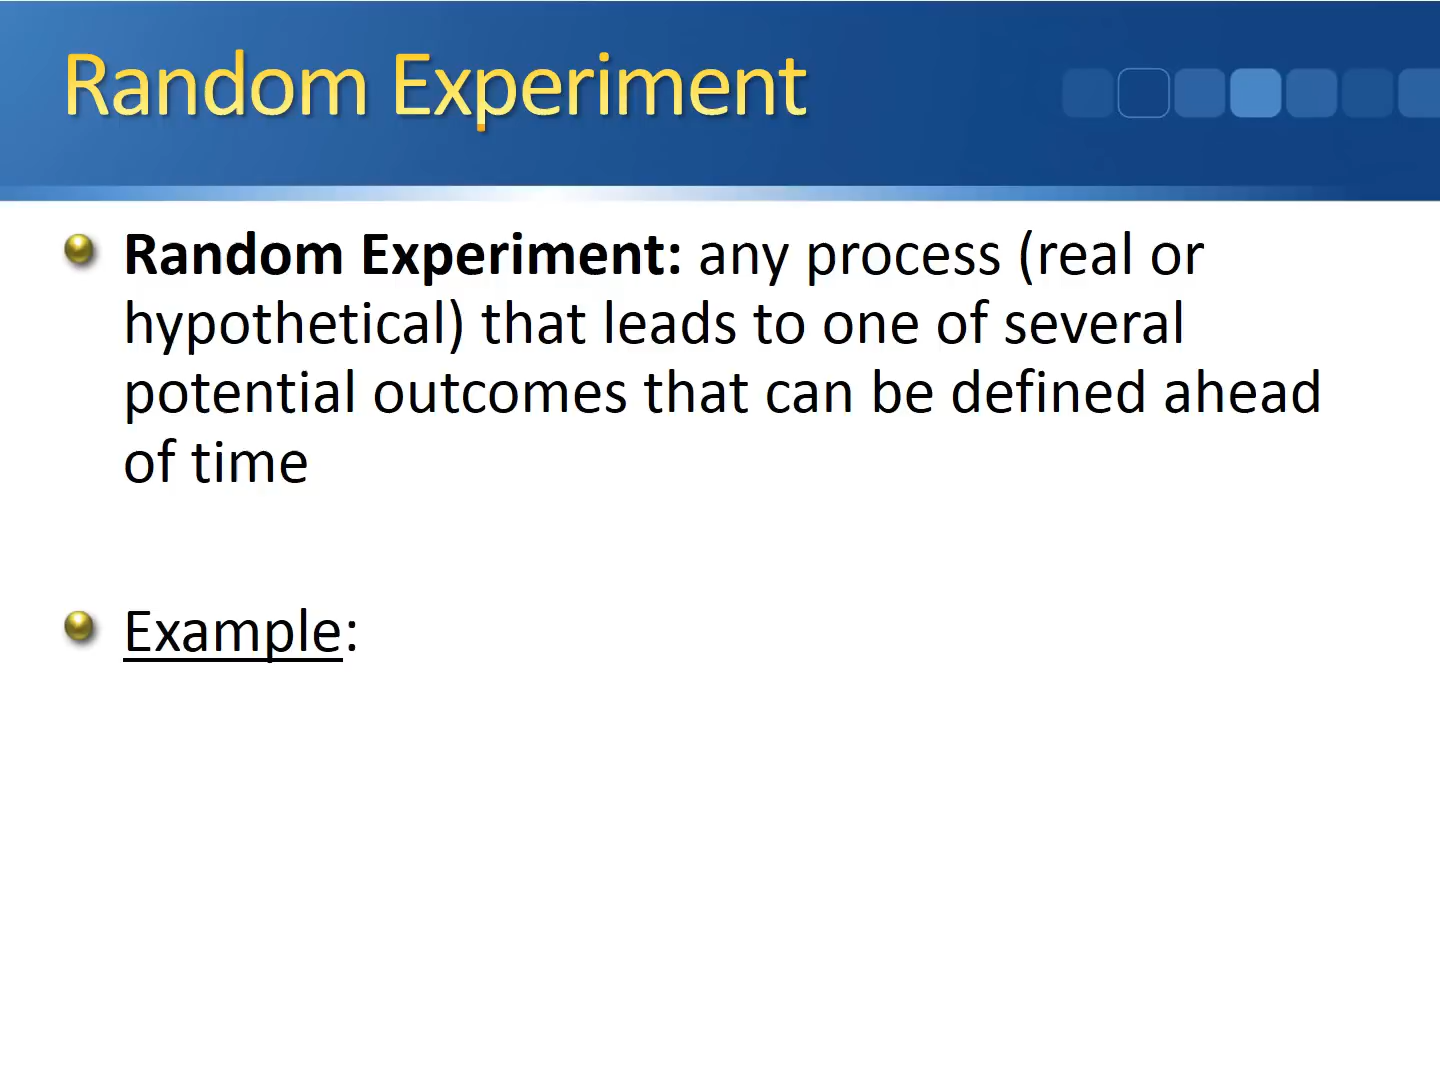 Random Experiment
Random Experiment: any process (real or
hypothetical) that leads to one of several
potential outcomes that can be defined ahead
of time
Example: